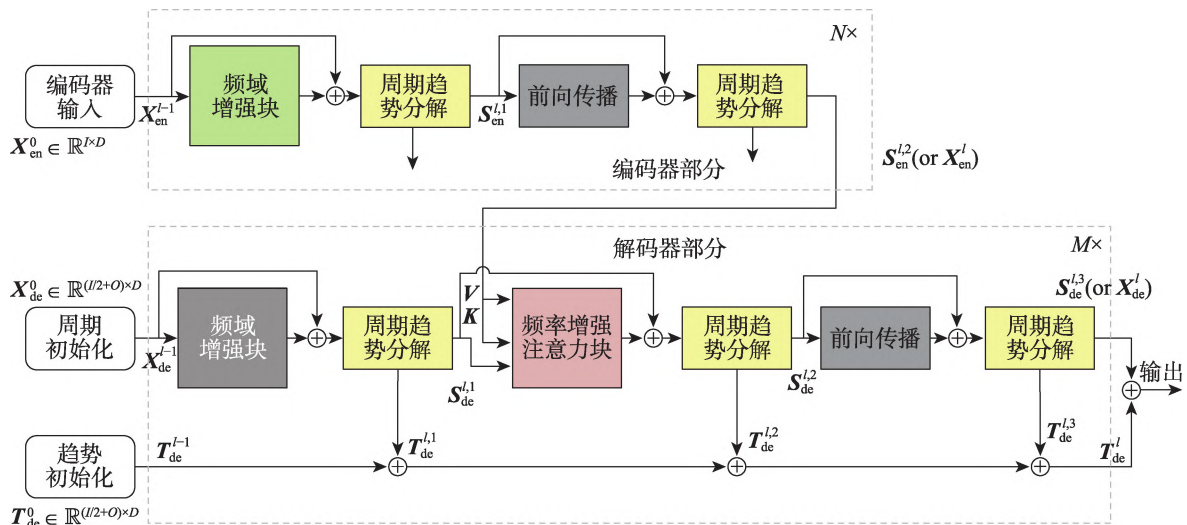 N×
编码器
输入
X_en^0 ∈ ℝ^{I×D}
X_en^{l−1}
频域
增强块
周期趋
势分解
S_en^{l,1}
前向传播
周期趋
势分解
编码器部分
S_en^{l,2}(or X_en^l)
解码器部分
M×
X_de^0 ∈ ℝ^{(I/2+O)×D}
周期
初始化
X_de^{l−1}
频域
增强块
周期趋
势分解
V
K
S_de^{l,1}
频率增强
注意力块
周期趋
势分解
S_de^{l,2}
前向传播
周期趋
势分解
S_de^{l,3}(or X_de^l)
输出
趋势
初始化
T_de^{l−1}
T_de^{l,1}
T_de^{l,2}
T_de^{l,3}
T_de^l
T_de^0 ∈ ℝ^{(I/2+O)×D}